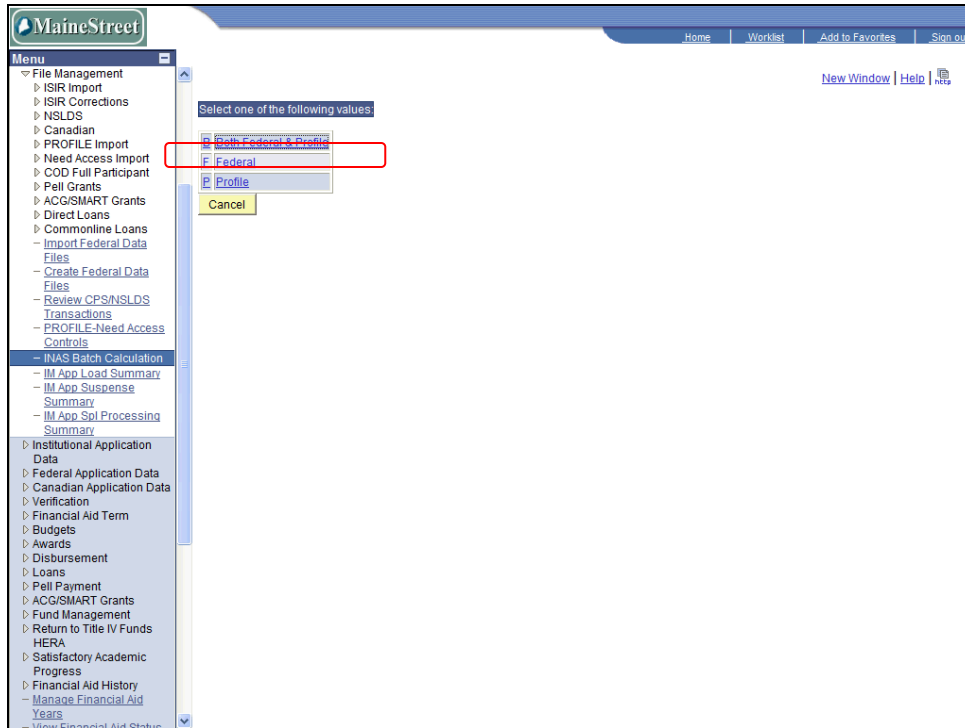 MaineStreet
Home
Worklist
Add to Favorites
Sign ou
Menu
File Management
ISIR Import
ISIR Corrections
NSLDS
Canadian
PROFILE Import
Need Access Import
COD Full Participant
Pell Grants
ACG/SMART Grants
Direct Loans
Commonline Loans
Import Federal Data
Files
Create Federal Data
Files
Review CPS/NSLDS
Transactions
PROFILE-Need Access
Controls
INAS Batch Calculation
IM App Load Summary
IM App Suspense
Summary
IM App Spl Processing
Summary
Institutional Application
Data
Federal Application Data
Canadian Application Data
Verification
Financial Aid Term
Budgets
Awards
Disbursement
Loans
Pell Payment
ACG/SMART Grants
Fund Management
Return to Title IV Funds
HERA
Satisfactory Academic
Progress
Financial Aid History
Manage Financial Aid
Years
View Financial Aid Status
New Window | Help | http
Select one of the following values:
B Both Federal & Profile
F Federal
P Profile
Cancel